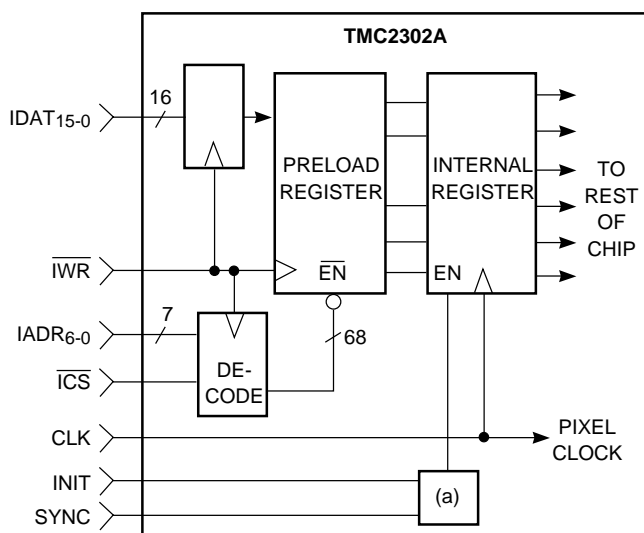 TMC2302A
16
IDAT15-0
PRELOAD
REGISTER
INTERNAL
REGISTER
TO
REST
OF
CHIP
IWR
EN
EN
7
IADR6-0
68
ICS
DE-
CODE
CLK
PIXEL
CLOCK
INIT
(a)
SYNC